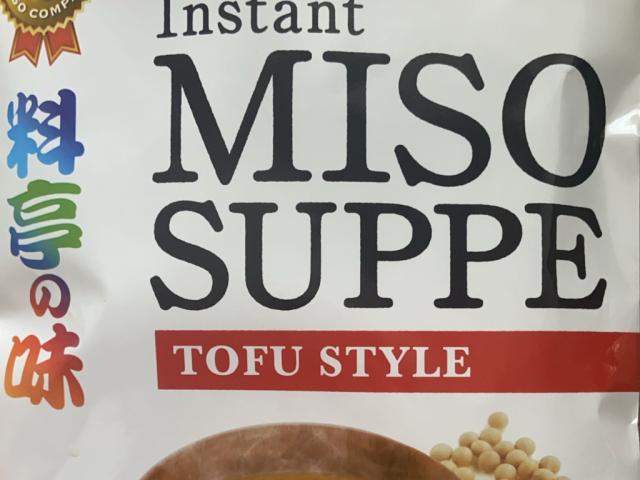 Instant
MISO
SUPPE
TOFU STYLE
料亭の味